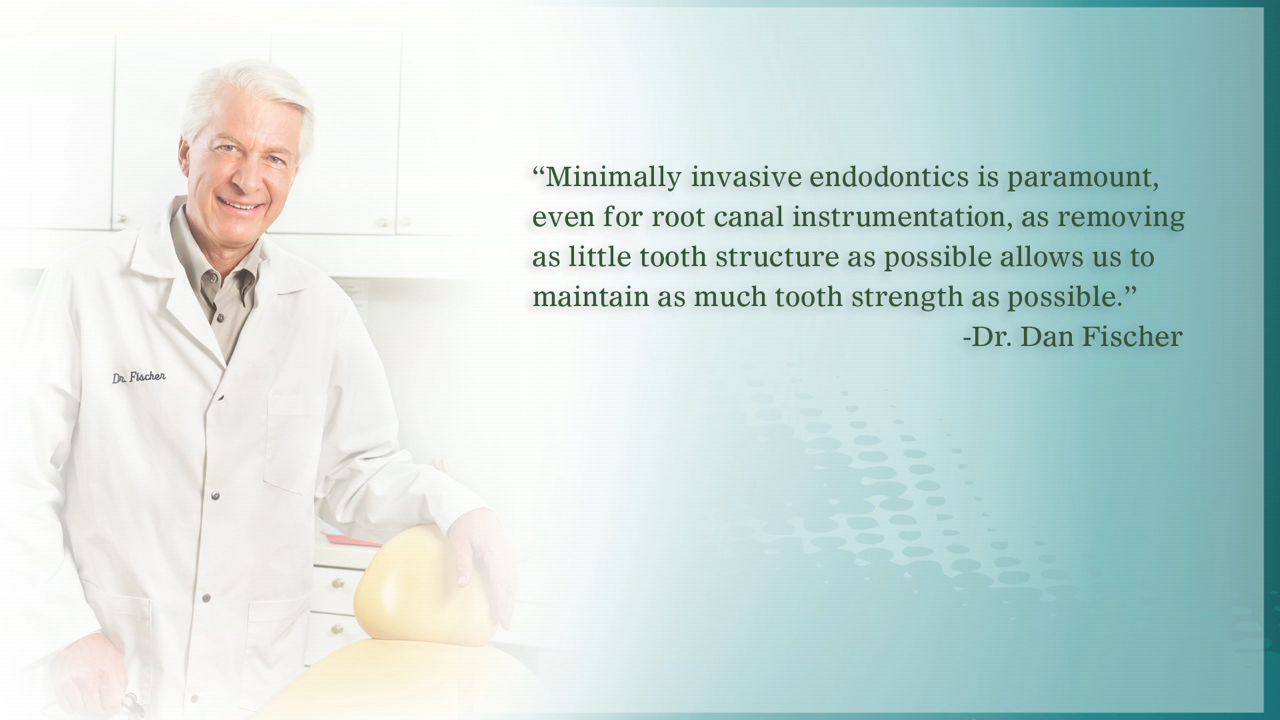 Dr. Fischer
“Minimally invasive endodontics is paramount,
even for root canal instrumentation, as removing
as little tooth structure as possible allows us to
maintain as much tooth strength as possible.”
-Dr. Dan Fischer